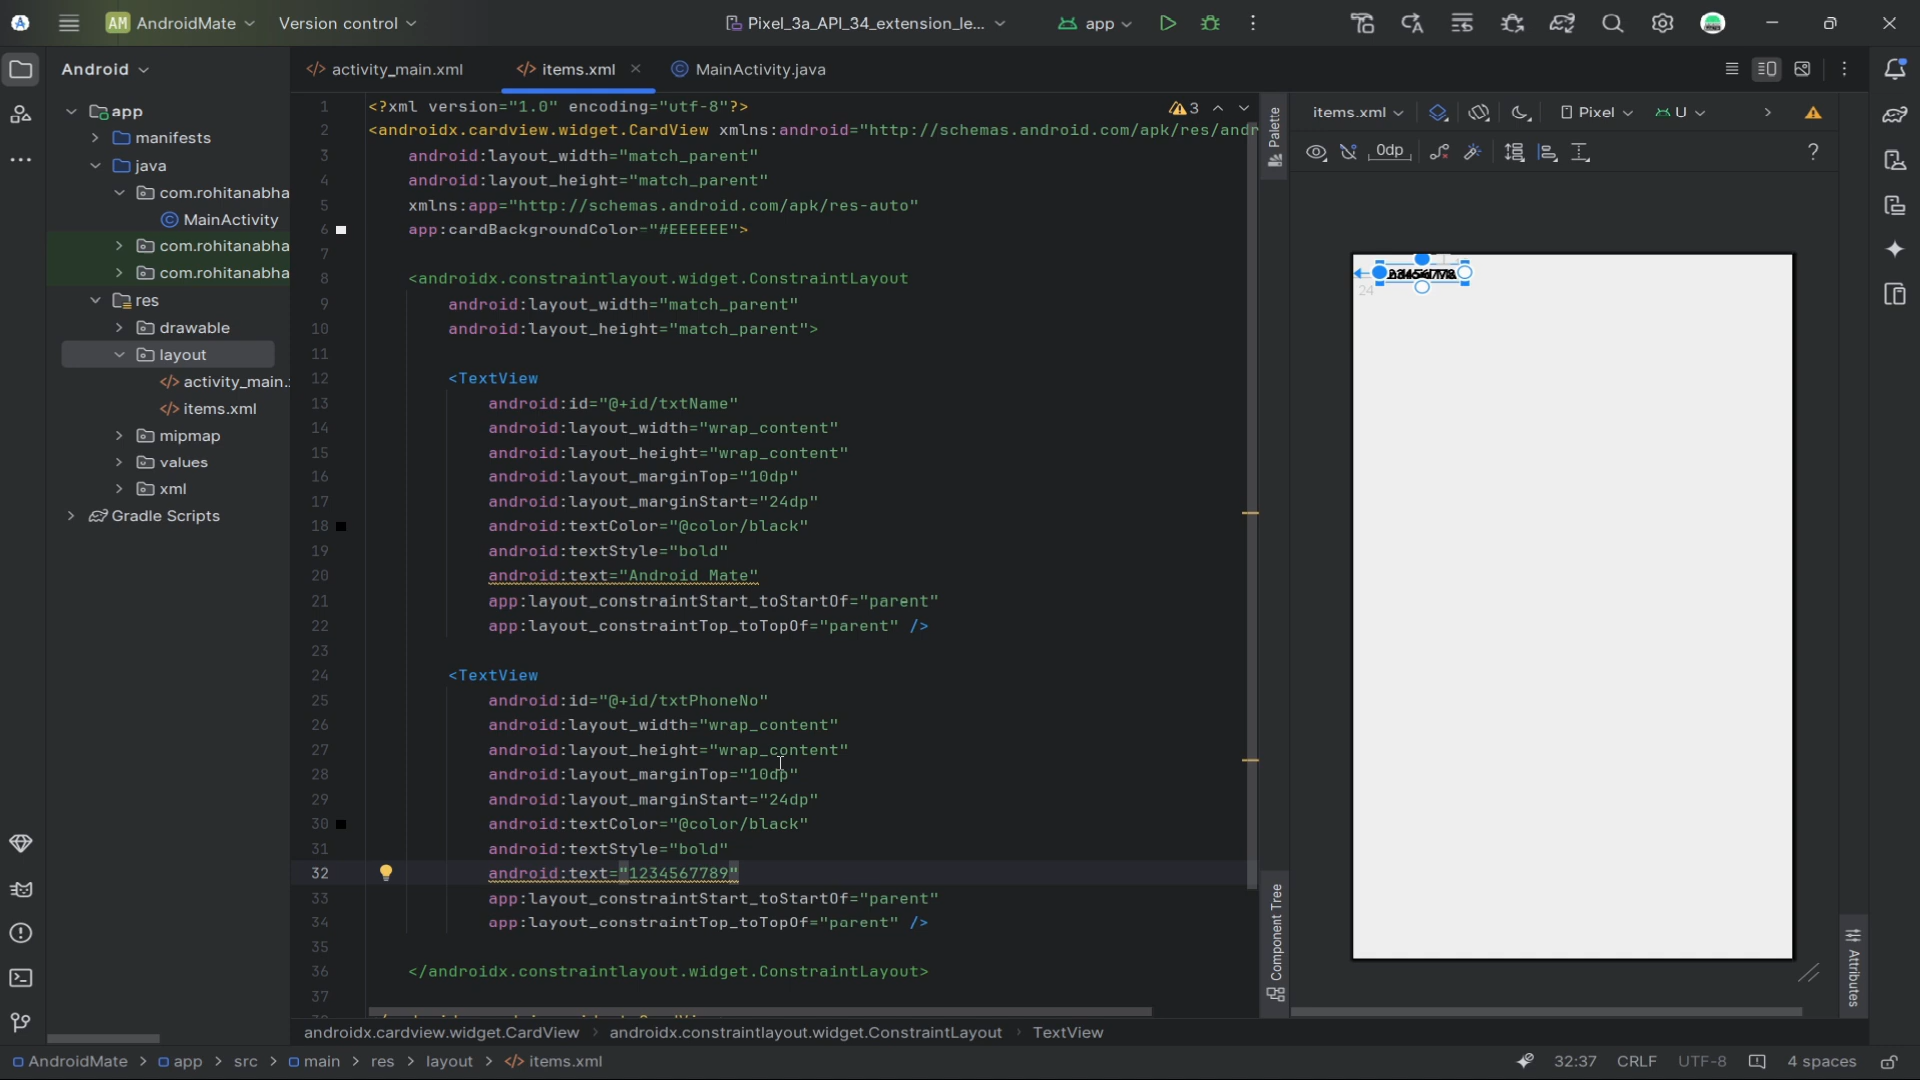 AM AndroidMate Version control Pixel_3a_API_34_extension_le... app
Android
activity_main.xml items.xml MainActivity.java
app
manifests
java
com.rohitanabha
MainActivity
com.rohitanabha
com.rohitanabha
res
drawable
layout
activity_main.
items.xml
mipmap
values
xml
Gradle Scripts
3
1 <?xml version="1.0" encoding="utf-8"?>
2 <androidx.cardview.widget.CardView xmlns:android="http://schemas.android.com/apk/res/andr
3 android:layout_width="match_parent"
4 android:layout_height="match_parent"
5 xmlns:app="http://schemas.android.com/apk/res-auto"
6 app:cardBackgroundColor="#EEEEEE">
7
8 <androidx.constraintlayout.widget.ConstraintLayout
9 android:layout_width="match_parent"
10 android:layout_height="match_parent">
11
12 <TextView
13 android:id="@+id/txtName"
14 android:layout_width="wrap_content"
15 android:layout_height="wrap_content"
16 android:layout_marginTop="10dp"
17 android:layout_marginStart="24dp"
18 android:textColor="@color/black"
19 android:textStyle="bold"
20 android:text="Android Mate"
21 app:layout_constraintStart_toStartOf="parent"
22 app:layout_constraintTop_toTopOf="parent" />
23
24 <TextView
25 android:id="@+id/txtPhoneNo"
26 android:layout_width="wrap_content"
27 android:layout_height="wrap_content"
28 android:layout_marginTop="10dp"
29 android:layout_marginStart="24dp"
30 android:textColor="@color/black"
31 android:textStyle="bold"
32 android:text="1234567789"
33 app:layout_constraintStart_toStartOf="parent"
34 app:layout_constraintTop_toTopOf="parent" />
35
36 </androidx.constraintlayout.widget.ConstraintLayout>
37
Palette
Component Tree
items.xml Pixel U
0dp ?
24
Attributes
androidx.cardview.widget.CardView > androidx.constraintlayout.widget.ConstraintLayout > TextView
AndroidMate > app > src > main > res > layout > items.xml 32:37 CRLF UTF-8 4 spaces